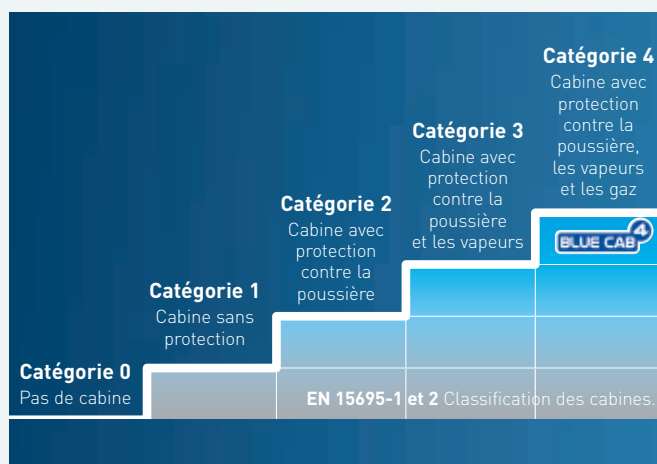 Catégorie 4
Cabine avec
protection
contre la
poussière,
les vapeurs
et les gaz
BLUE CAB 4
Catégorie 3
Cabine avec
protection
contre la
poussière
et les vapeurs
Catégorie 2
Cabine avec
protection
contre la
poussière
Catégorie 1
Cabine sans
protection
Catégorie 0
Pas de cabine
EN 15695-1 et 2 Classification des cabines.